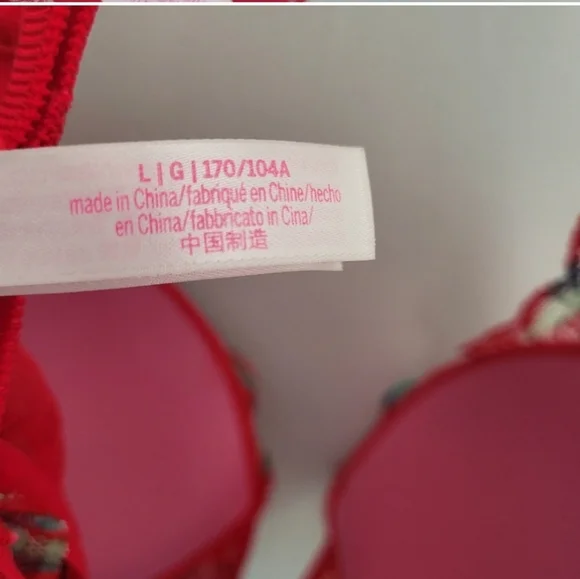 L | G | 170/104A
made in China/fabriqué en Chine/hecho
en China/fabbricato in Cina/
中国制造